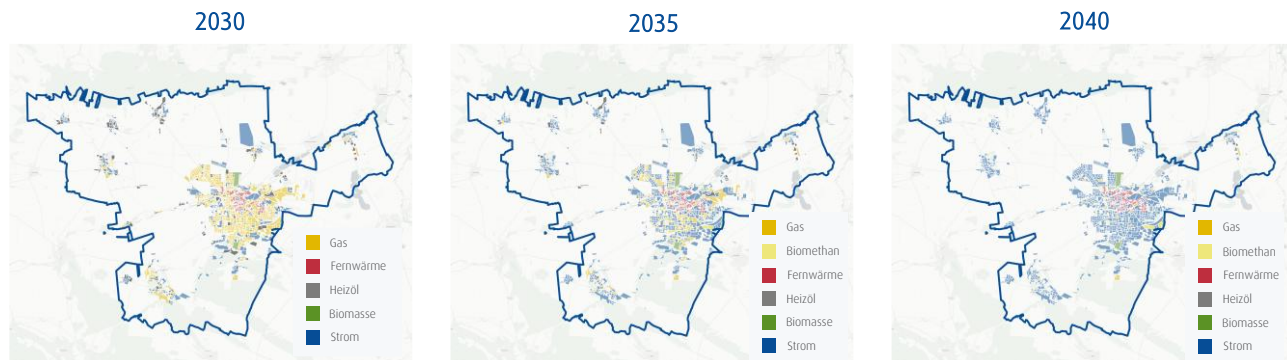 2030
2035
2040
Gas
Fernwärme
Heizöl
Biomasse
Strom
Gas
Biomethan
Fernwärme
Heizöl
Biomasse
Strom
Gas
Biomethan
Fernwärme
Heizöl
Biomasse
Strom